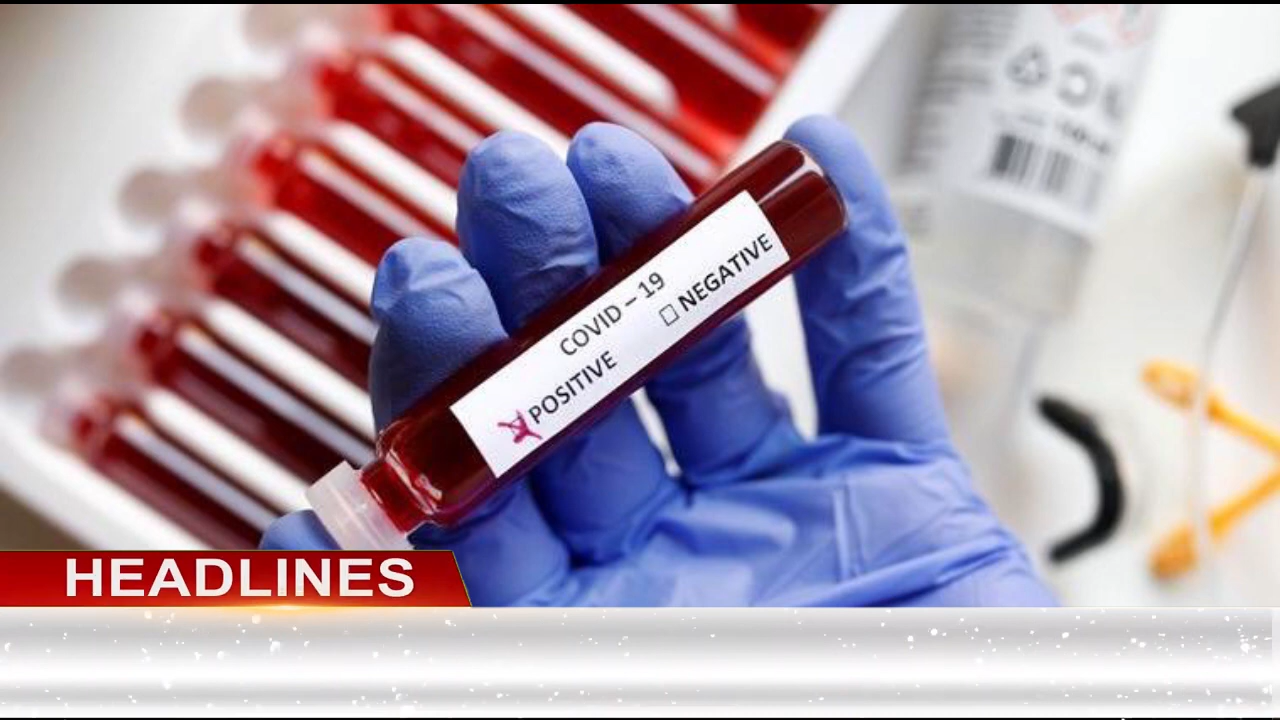 COVID – 19
☐ NEGATIVE
POSITIVE
HEADLINES